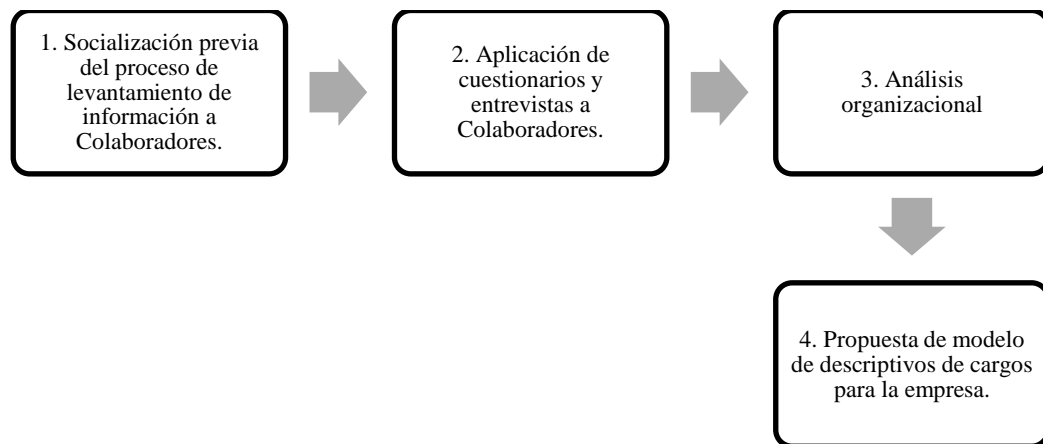 1. Socialización previa
del proceso de
levantamiento de
información a
Colaboradores.
2. Aplicación de
cuestionarios y
entrevistas a
Colaboradores.
3. Análisis
organizacional
4. Propuesta de modelo
de descriptivos de cargos
para la empresa.